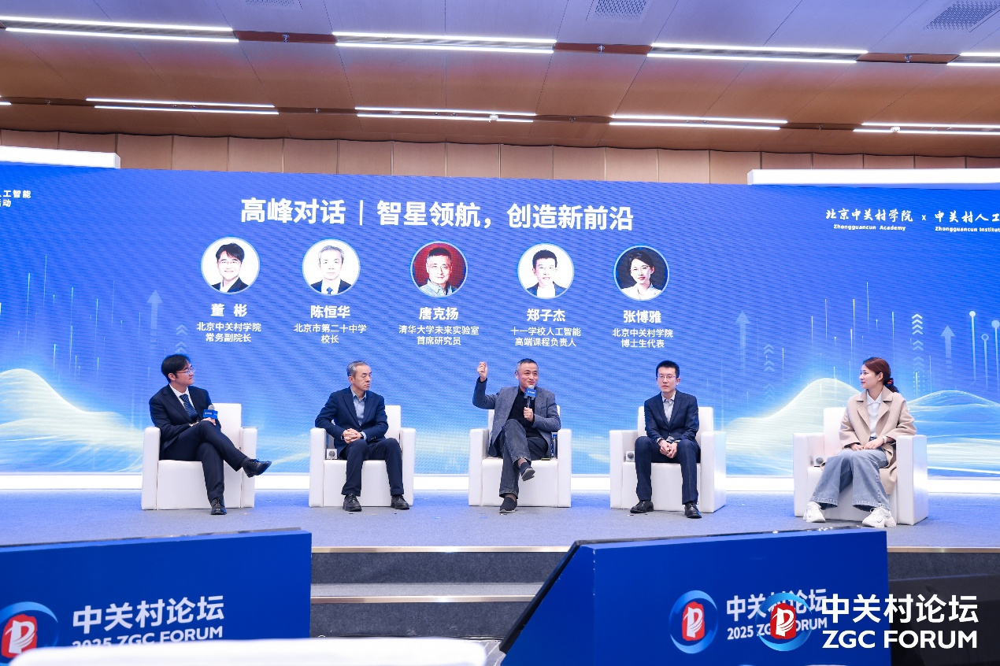 人工智能
活动
高峰对话｜智星领航，创造新前沿
北京中关村学院 x 中关村人工
Zhongguancun Academy Zhongguancun Institut
董 彬
北京中关村学院
常务副院长
陈恒华
北京市第二十中学
校长
唐克扬
清华大学未来实验室
首席研究员
郑子杰
十一学校人工智能
高端课程负责人
张博雅
北京中关村学院
博士生代表
中关村论坛
2025 ZGC FORUM
中关村论坛
2025 ZGC FORUM
中关村论坛
ZGC FORUM